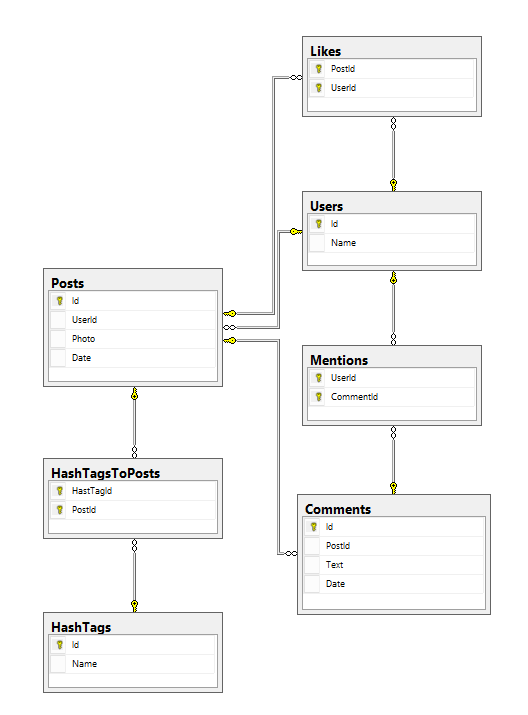 Likes
PostId
UserId
Users
Id
Name
Posts
Id
UserId
Photo
Date
Mentions
UserId
CommentId
HashTagsToPosts
HastTagId
PostId
Comments
Id
PostId
Text
Date
HashTags
Id
Name